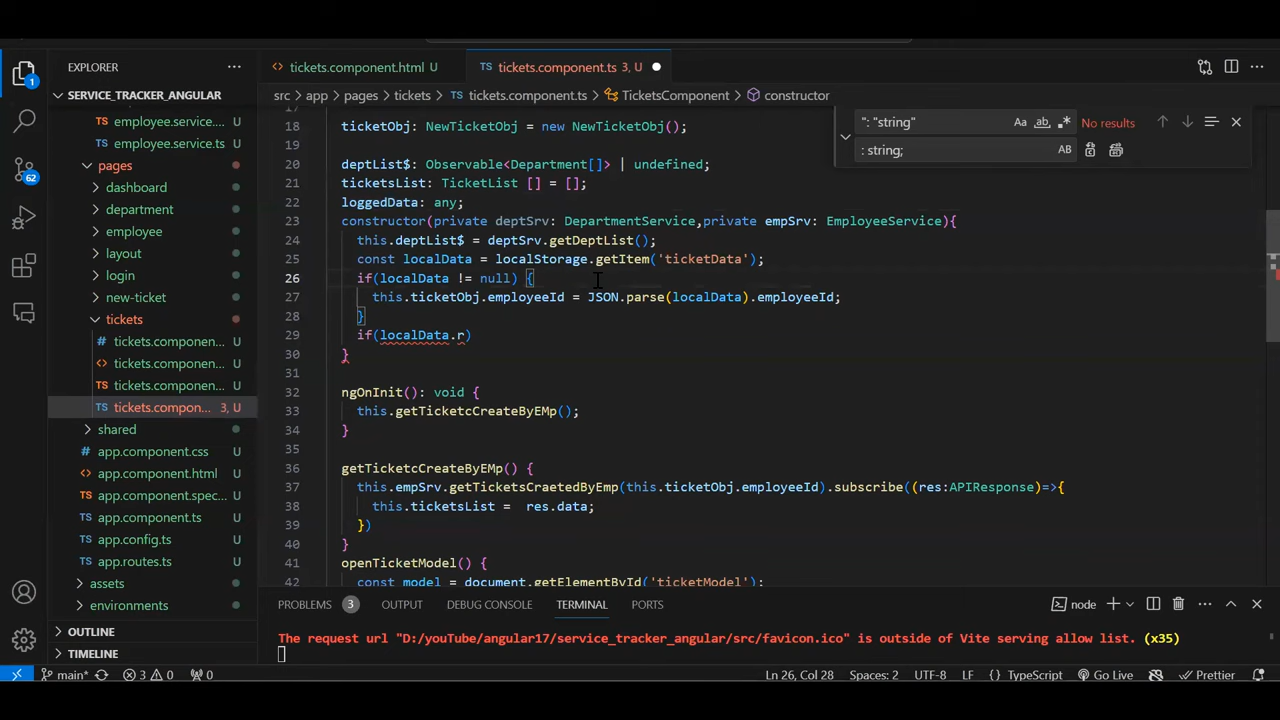 EXPLORER
tickets.component.html U
tickets.component.ts 3, U
SERVICE_TRACKER_ANGULAR
src > app > pages > tickets > tickets.component.ts > TicketsComponent > constructor
employee.service.... U
employee.service.ts U
pages
dashboard
department
employee
layout
login
new-ticket
tickets
tickets.componen... U
tickets.componen... U
tickets.componen... U
tickets.compon... 3, U
shared
app.component.css U
app.component.html U
app.component.spec... U
app.component.ts U
app.config.ts U
app.routes.ts U
assets
environments
OUTLINE
TIMELINE
1
62
": "string"
Aa ab
No results
: string;
AB
17
18 ticketObj: NewTicketObj = new NewTicketObj();
19
20 deptList$: Observable<Department[]> | undefined;
21 ticketsList: TicketList [] = [];
22 loggedData: any;
23 constructor(private deptSrv: DepartmentService,private empSrv: EmployeeService){
24 this.deptList$ = deptSrv.getDeptList();
25 const localData = localStorage.getItem('ticketData');
26 if(localData != null) {
27 this.ticketObj.employeeId = JSON.parse(localData).employeeId;
28 }
29 if(localData.r)
30 }
31
32 ngOnInit(): void {
33 this.getTicketcCreateByEMp();
34 }
35
36 getTicketcCreateByEMp() {
37 this.empSrv.getTicketsCraetedByEmp(this.ticketObj.employeeId).subscribe((res:APIResponse)=>{
38 this.ticketsList = res.data;
39 })
40 }
41 openTicketModel() {
42 const model = document.getElementById('ticketModel');
PROBLEMS 3 OUTPUT DEBUG CONSOLE TERMINAL PORTS
node
The request url "D:/youTube/angular17/service_tracker_angular/src/favicon.ico" is outside of Vite serving allow list. (x35)
main* 3 0 0 Ln 26, Col 28 Spaces: 2 UTF-8 LF {} TypeScript Go Live Prettier